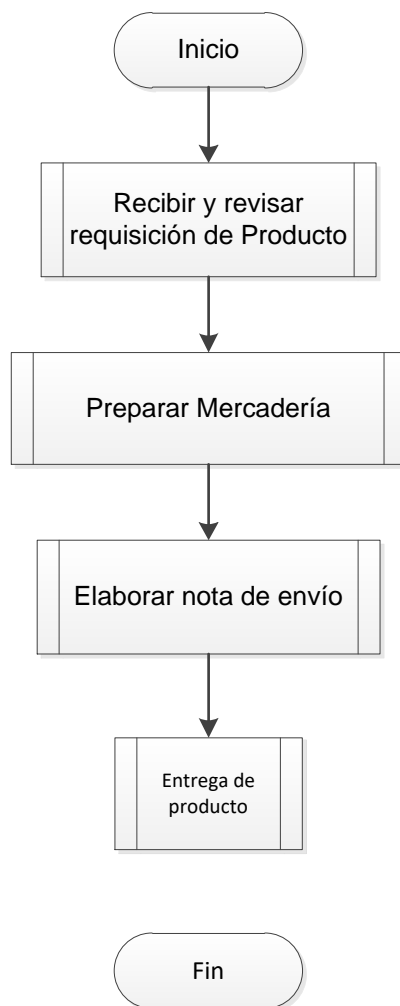 Inicio
Recibir y revisar
requisición de Producto
Preparar Mercadería
Elaborar nota de envío
Entrega de
producto
Fin